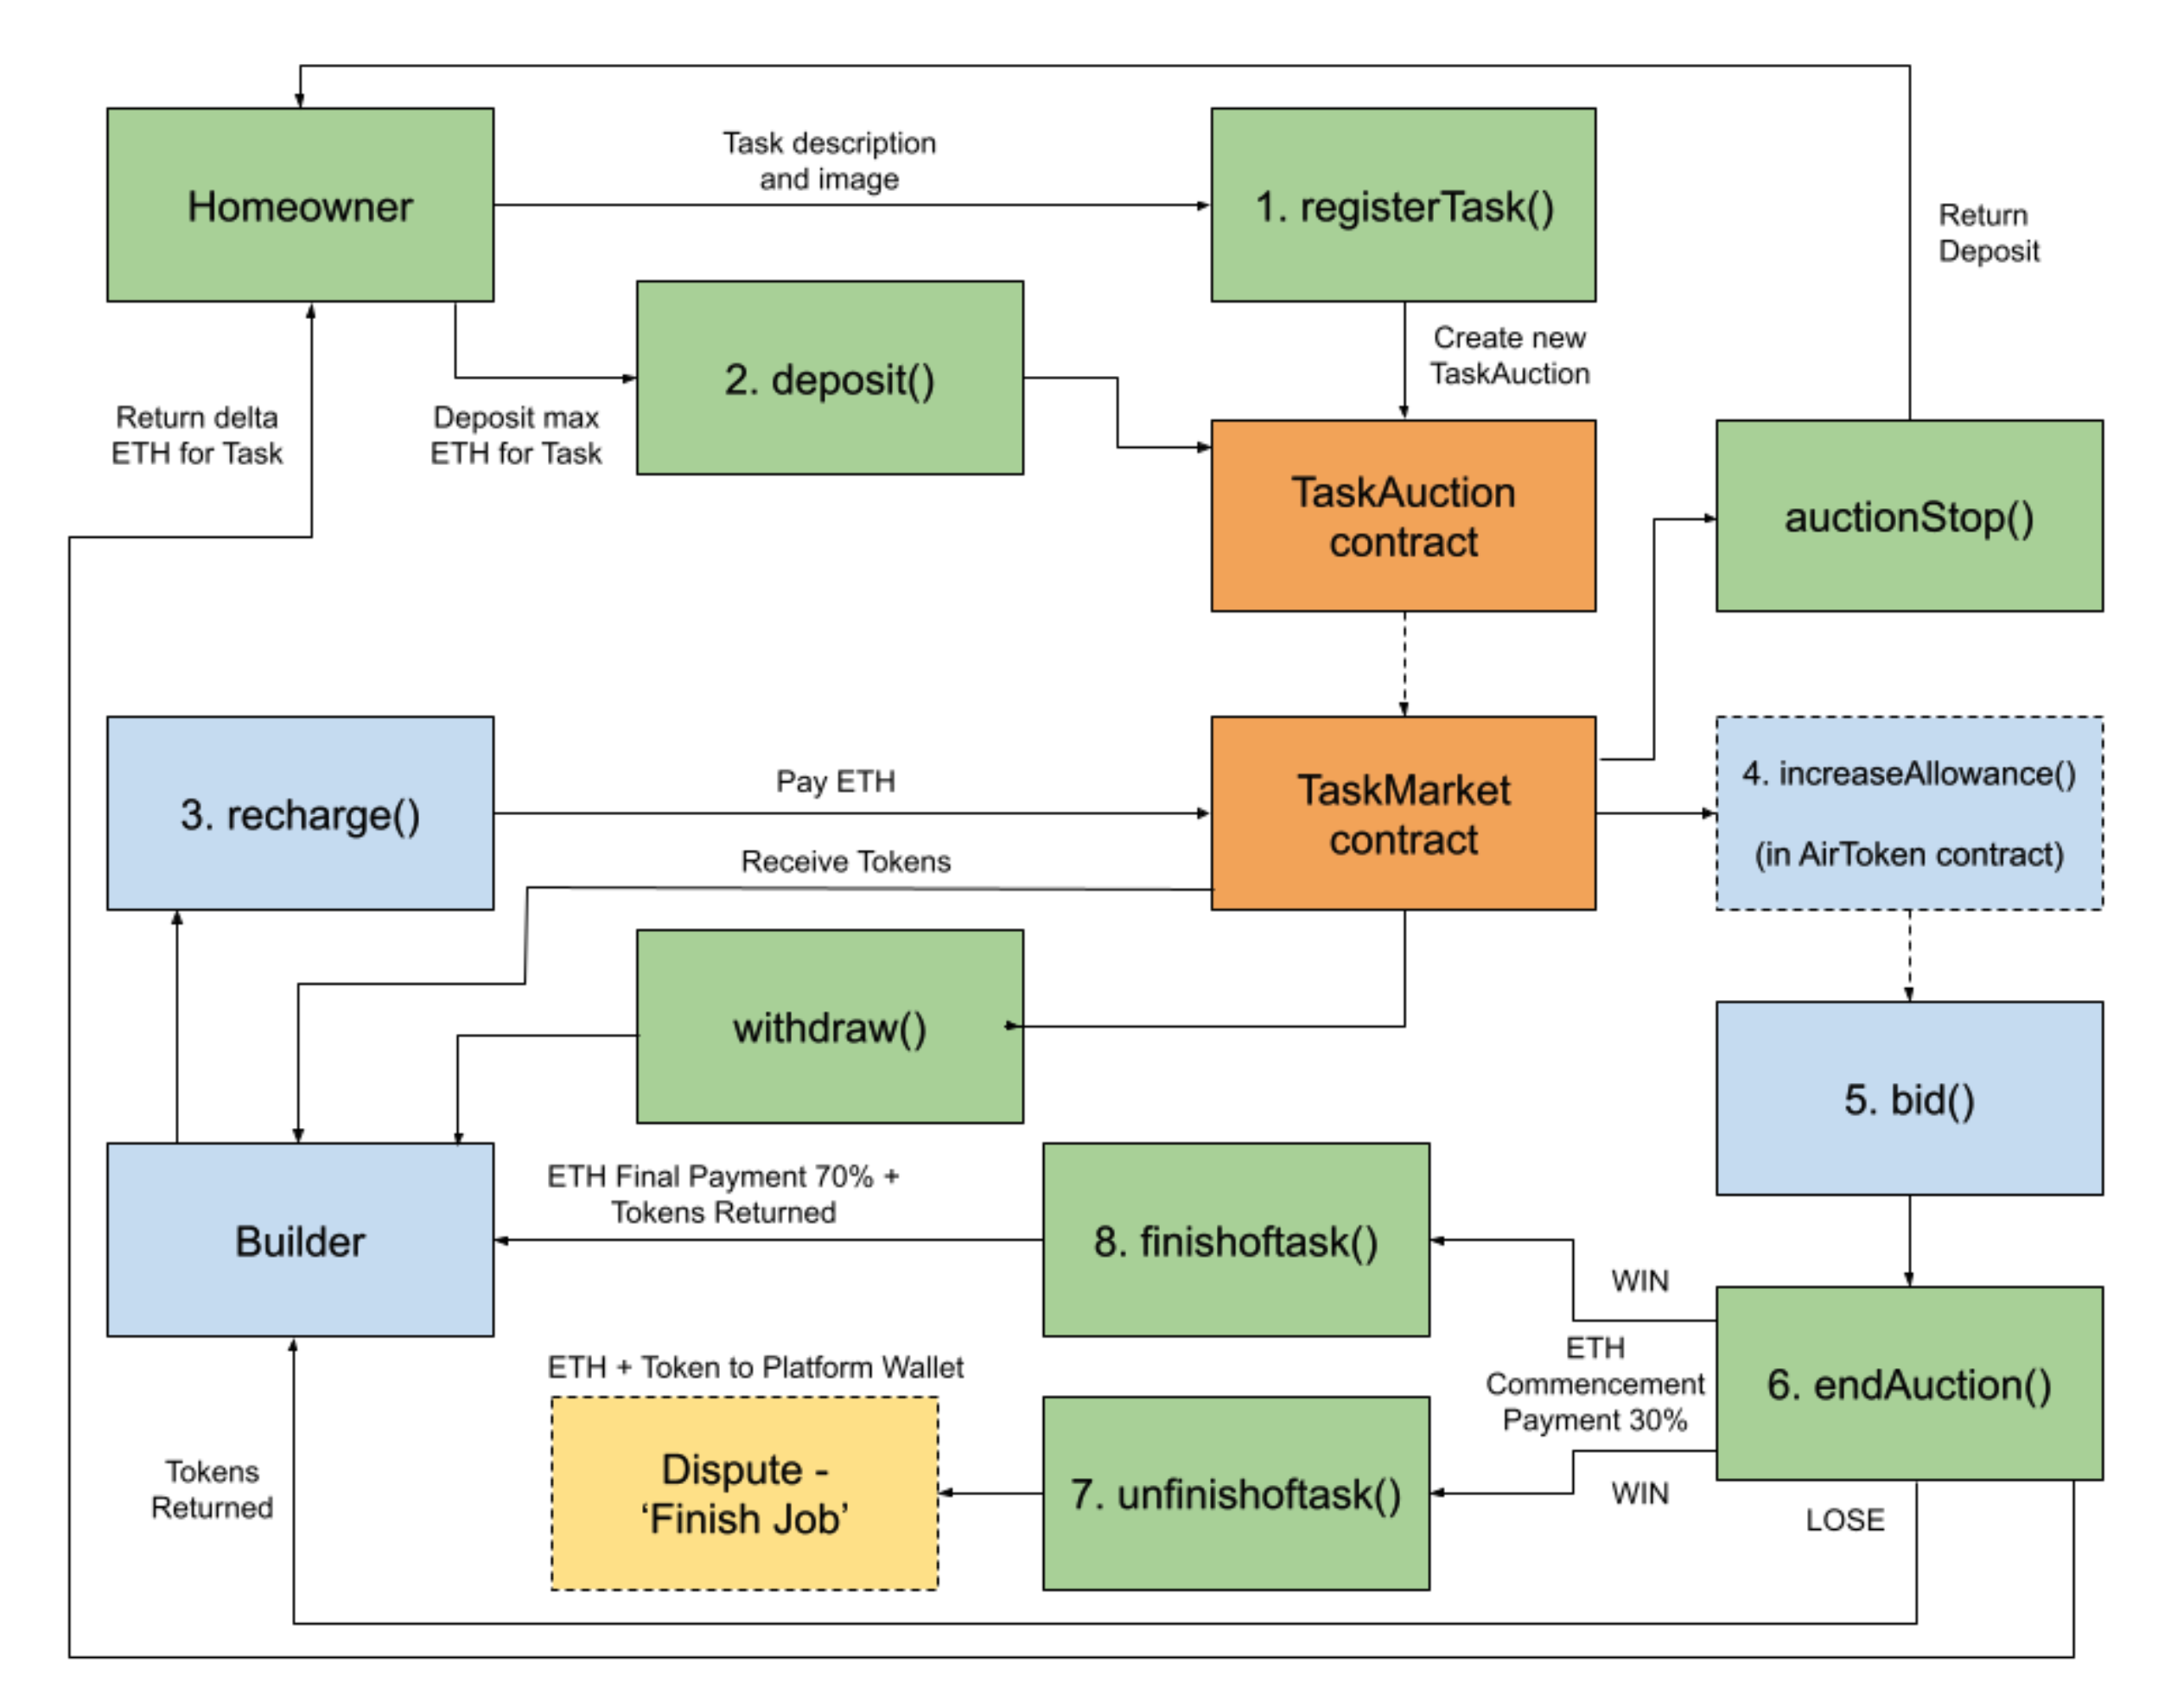 Homeowner
Task description
and image
1. registerTask()
Return
Deposit
2. deposit()
Create new
TaskAuction
Return delta
ETH for Task
Deposit max
ETH for Task
TaskAuction
contract
auctionStop()
3. recharge()
Pay ETH
Receive Tokens
TaskMarket
contract
4. increaseAllowance()
(in AirToken contract)
withdraw()
5. bid()
Builder
ETH Final Payment 70% +
Tokens Returned
8. finishoftask()
WIN
ETH
Commencement
Payment 30%
6. endAuction()
ETH + Token to Platform Wallet
Dispute -
‘Finish Job’
7. unfinishoftask()
WIN
LOSE
Tokens
Returned